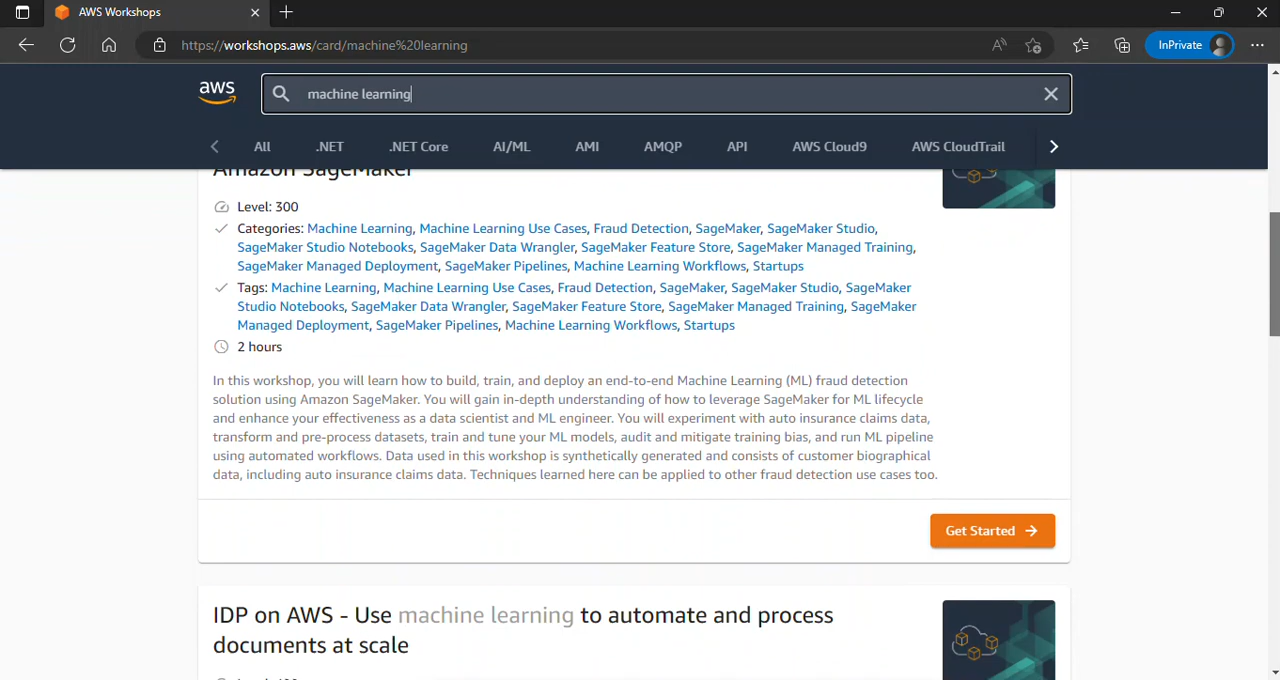 AWS Workshops
https://workshops.aws/card/machine%20learning
InPrivate
aws
machine learning
All .NET .NET Core AI/ML AMI AMQP API AWS Cloud9 AWS CloudTrail
Amazon SageMaker
Level: 300
Categories: Machine Learning, Machine Learning Use Cases, Fraud Detection, SageMaker, SageMaker Studio,
SageMaker Studio Notebooks, SageMaker Data Wrangler, SageMaker Feature Store, SageMaker Managed Training,
SageMaker Managed Deployment, SageMaker Pipelines, Machine Learning Workflows, Startups
Tags: Machine Learning, Machine Learning Use Cases, Fraud Detection, SageMaker, SageMaker Studio, SageMaker
Studio Notebooks, SageMaker Data Wrangler, SageMaker Feature Store, SageMaker Managed Training, SageMaker
Managed Deployment, SageMaker Pipelines, Machine Learning Workflows, Startups
2 hours
In this workshop, you will learn how to build, train, and deploy an end-to-end Machine Learning (ML) fraud detection
solution using Amazon SageMaker. You will gain in-depth understanding of how to leverage SageMaker for ML lifecycle
and enhance your effectiveness as a data scientist and ML engineer. You will experiment with auto insurance claims data,
transform and pre-process datasets, train and tune your ML models, audit and mitigate training bias, and run ML pipeline
using automated workflows. Data used in this workshop is synthetically generated and consists of customer biographical
data, including auto insurance claims data. Techniques learned here can be applied to other fraud detection use cases too.
Get Started
IDP on AWS - Use machine learning to automate and process
documents at scale